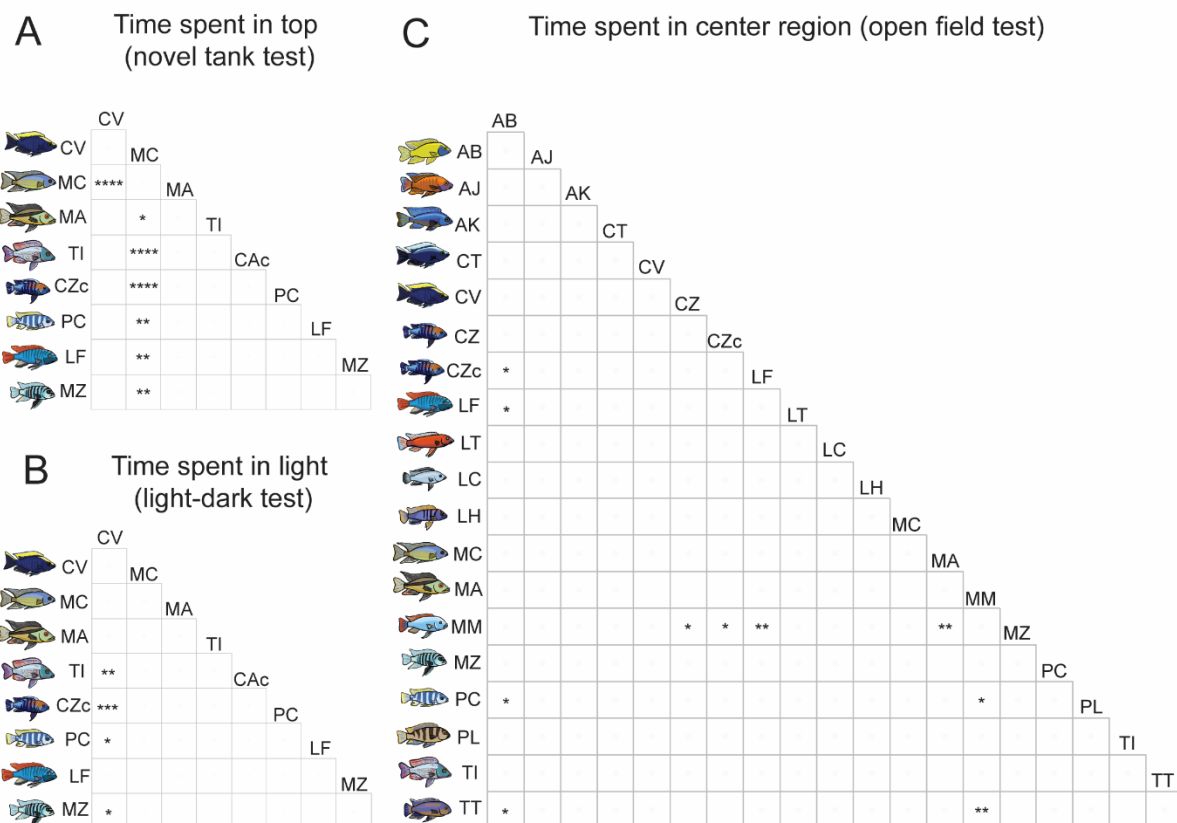 A
Time spent in top
(novel tank test)
CV
CV
MC
MC ****
MA
MA *
TI
TI ****
CAc
CZc ****
PC
PC **
LF
LF **
MZ
MZ **
B
Time spent in light
(light-dark test)
CV
CV
MC
MC
MA
MA
TI
TI **
CAc
CZc ***
PC
PC *
LF
LF
MZ
MZ *
C
Time spent in center region (open field test)
AB
AB
AJ
AJ
AK
AK
CT
CT
CV
CV
CZ
CZ
CZc
CZc *
LF
LF *
LT
LT
LC
LC
LH
LH
MC
MC
MA
MA
MM
MM * * ** **
MZ
MZ
PC
PC * *
PL
PL
TI
TI
TT
TT * **